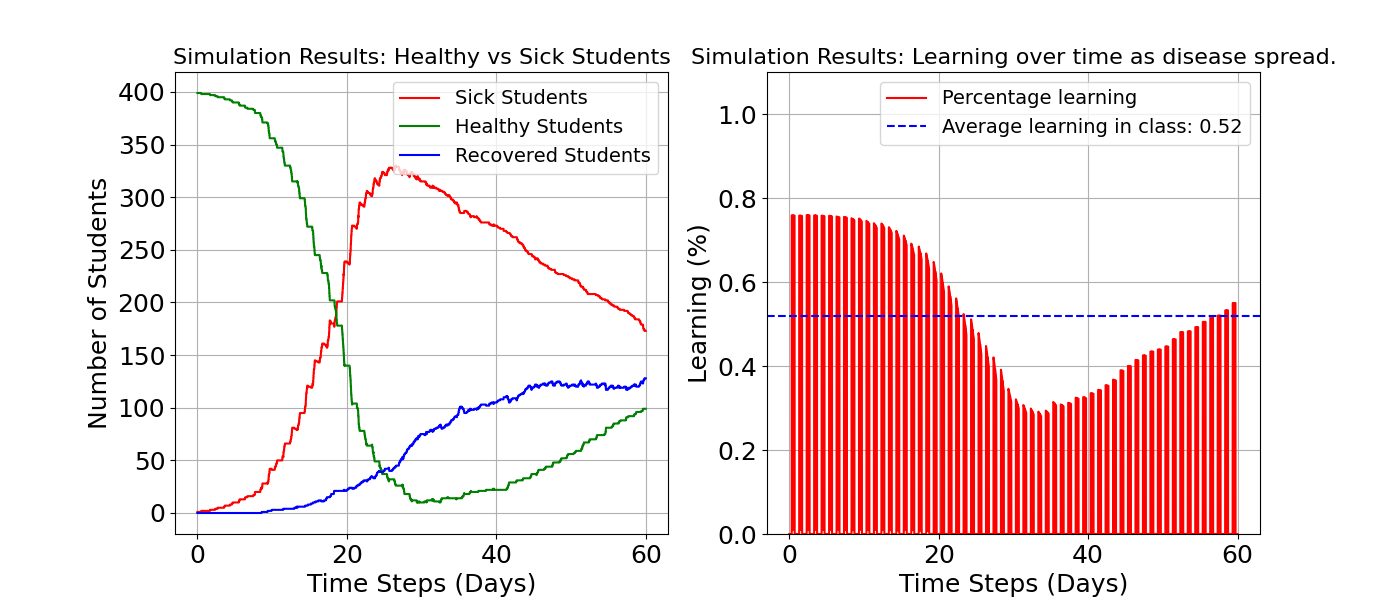 Simulation Results: Healthy vs Sick Students
Number of Students
400
350
300
250
200
150
100
50
0
Sick Students
Healthy Students
Recovered Students
0 20 40 60
Time Steps (Days)
Simulation Results: Learning over time as disease spread.
Learning (%)
1.0
0.8
0.6
0.4
0.2
0.0
Percentage learning
Average learning in class: 0.52
0 20 40 60
Time Steps (Days)